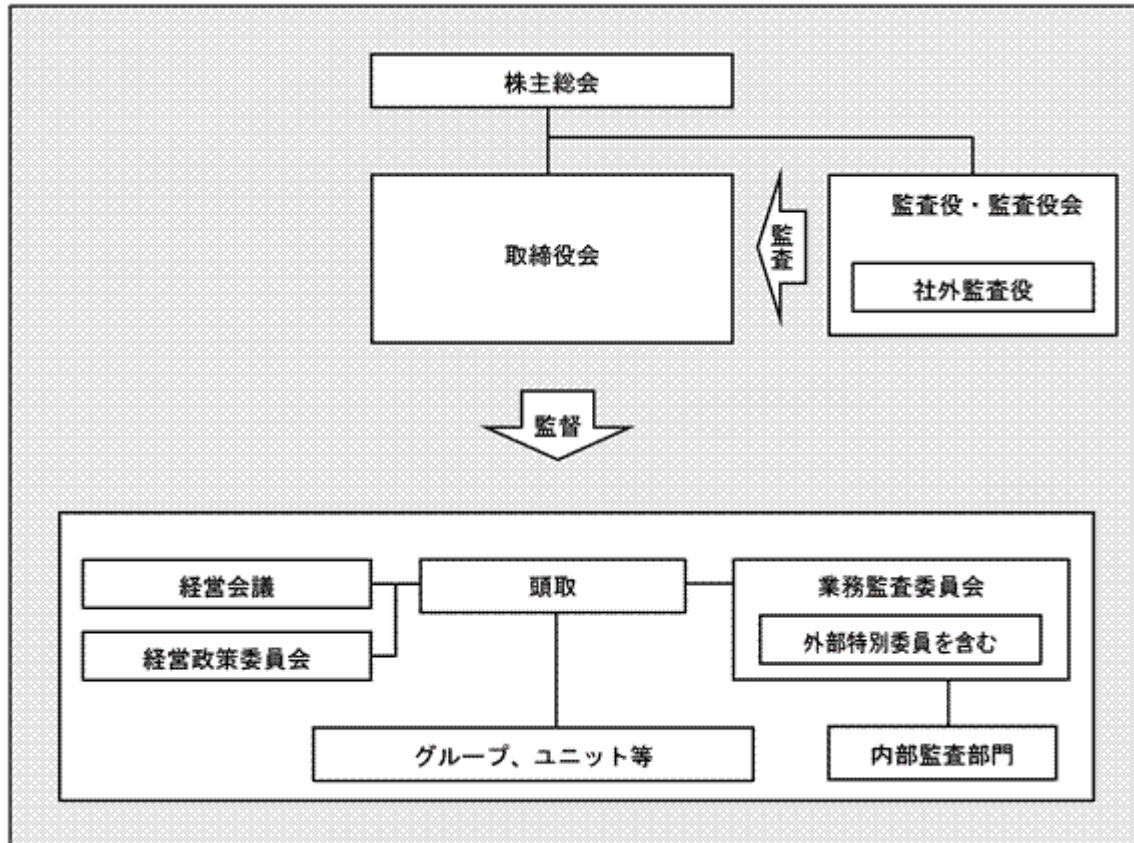 株主総会
取締役会
監査
監査役・監査役会
社外監査役
監督
経営会議
頭取
業務監査委員会
外部特別委員を含む
経営政策委員会
グループ、ユニット等
内部監査部門